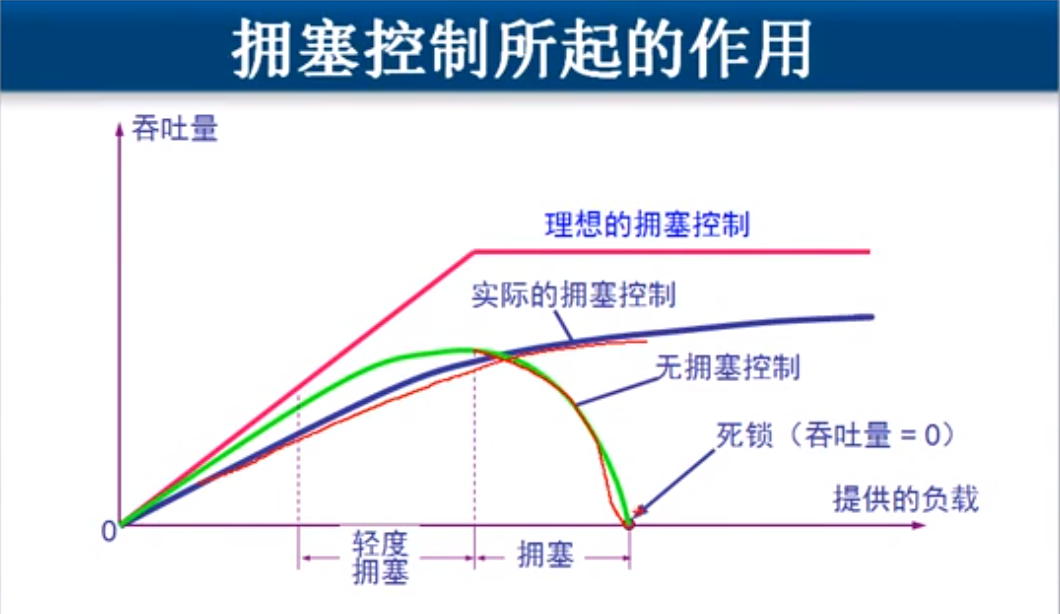 拥塞控制所起的作用
吞吐量
理想的拥塞控制
实际的拥塞控制
无拥塞控制
死锁（吞吐量 = 0）
提供的负载
0
轻度
拥塞
拥塞